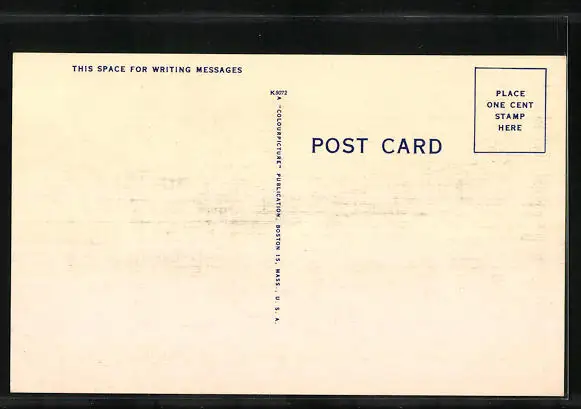 THIS SPACE FOR WRITING MESSAGES
K.8072
A "COLOURPICTURE" PUBLICATION, BOSTON 15, MASS., U. S. A.
POST CARD
PLACE
ONE CENT
STAMP
HERE